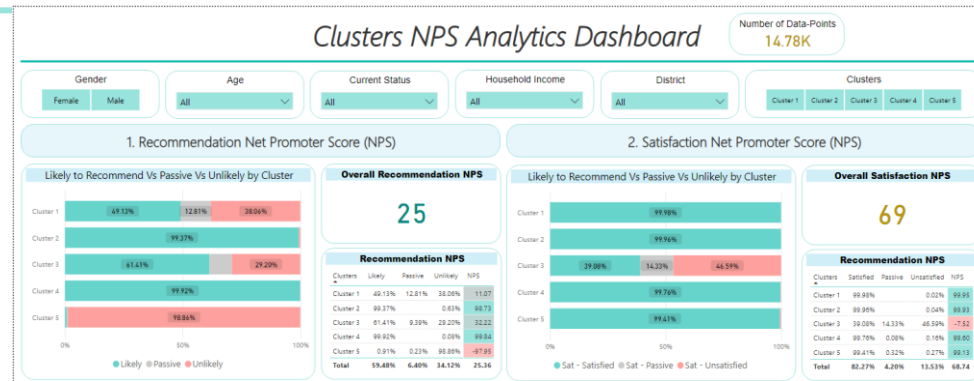 Clusters NPS Analytics Dashboard
Number of Data-Points
14.78K
Gender
Female Male
Age
All
Current Status
All
Household Income
All
District
All
Clusters
Cluster 1 Cluster 2 Cluster 3 Cluster 4 Cluster 5
1. Recommendation Net Promoter Score (NPS)
2. Satisfaction Net Promoter Score (NPS)
Likely to Recommend Vs Passive Vs Unlikely by Cluster
Cluster 1 49.13% 12.81% 38.06%
Cluster 2 99.37%
Cluster 3 61.41% 29.20%
Cluster 4 99.92%
Cluster 5 98.86%
0% 50% 100%
Likely Passive Unlikely
Overall Recommendation NPS
25
Recommendation NPS
Clusters Likely Passive Unlikely NPS
Cluster 1 49.13% 12.81% 38.06% 11.07
Cluster 2 99.37% 0.63% 98.73
Cluster 3 61.41% 9.39% 29.20% 32.22
Cluster 4 99.92% 0.08% 99.84
Cluster 5 0.91% 0.23% 98.86% -97.95
Total 59.48% 6.40% 34.12% 25.36
Likely to Recommend Vs Passive Vs Unlikely by Cluster
Cluster 1 99.98%
Cluster 2 99.96%
Cluster 3 39.08% 14.33% 46.59%
Cluster 4 99.76%
Cluster 5 99.41%
0% 50% 100%
Sat - Satisfied Sat - Passive Sat - Unsatisfied
Overall Satisfaction NPS
69
Recommendation NPS
Clusters Satisfied Passive Unsatisfied NPS
Cluster 1 99.98% 0.02% 99.95
Cluster 2 99.96% 0.04% 99.93
Cluster 3 39.08% 14.33% 46.59% -7.52
Cluster 4 99.76% 0.08% 0.16% 99.60
Cluster 5 99.41% 0.32% 0.27% 99.13
Total 82.27% 4.20% 13.53% 68.74